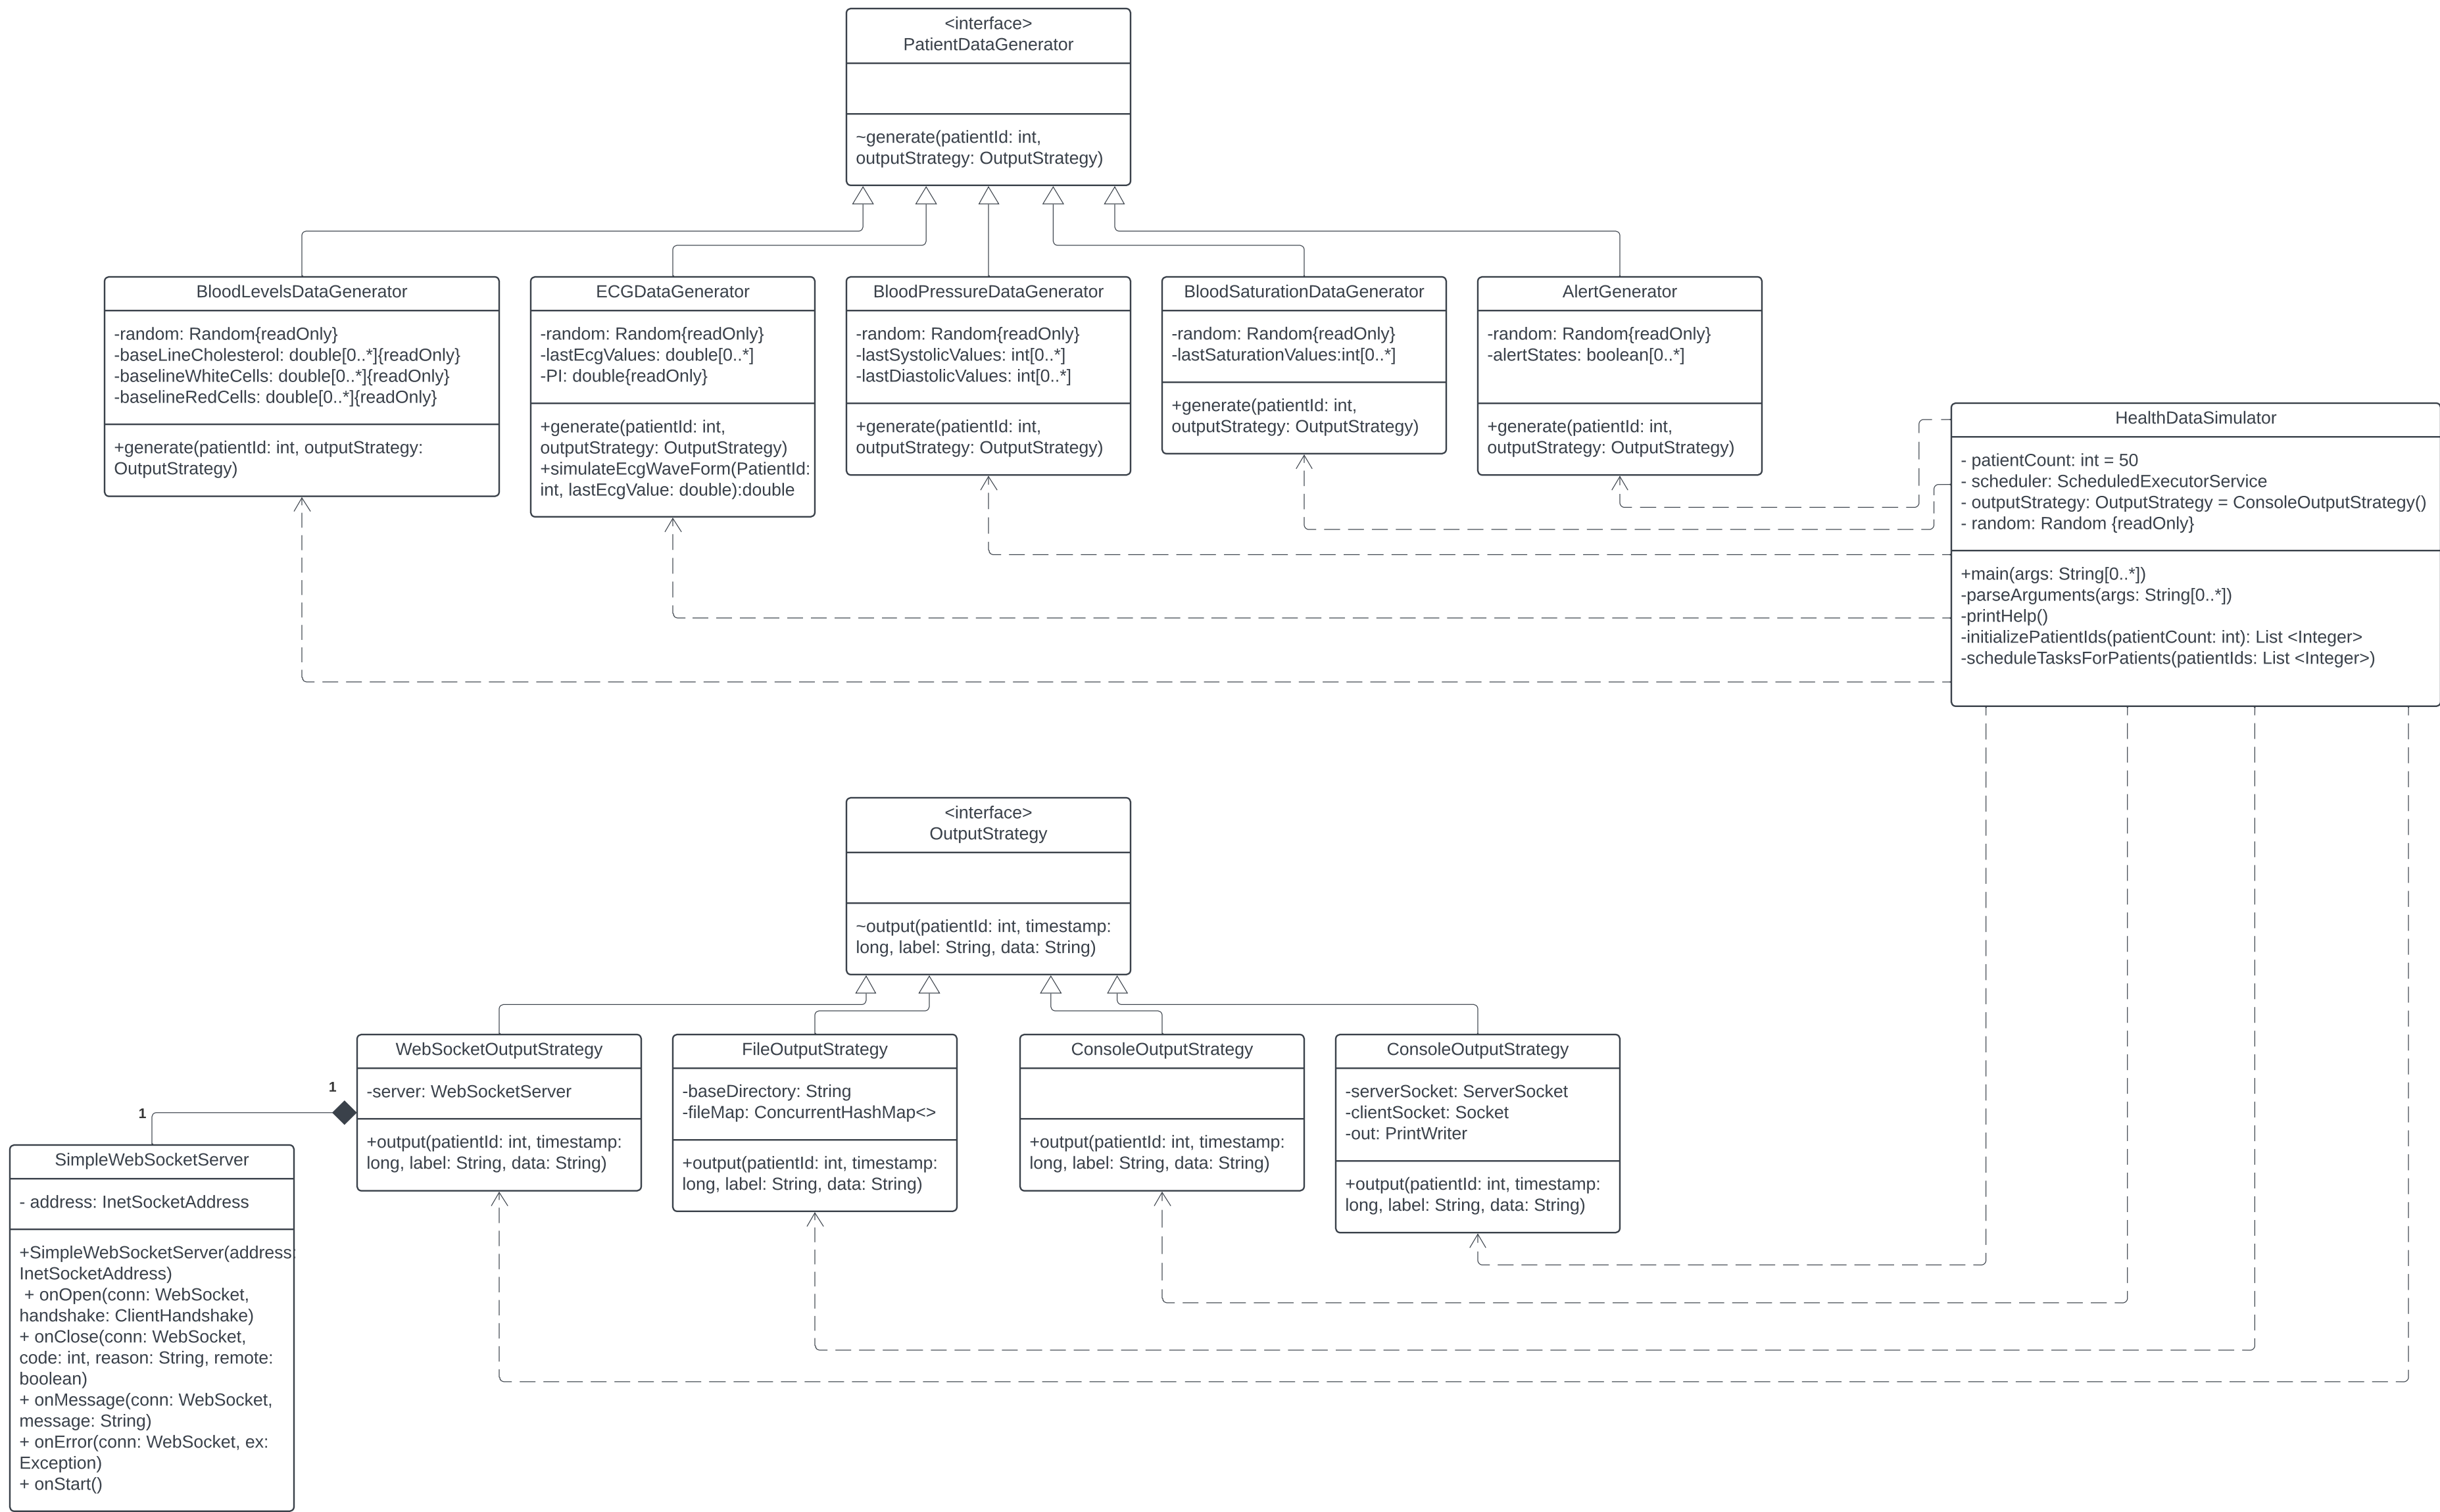 <interface>
PatientDataGenerator
~generate(patientId: int,
outputStrategy: OutputStrategy)
BloodLevelsDataGenerator
-random: Random{readOnly}
-baseLineCholesterol: double[0..*]{readOnly}
-baselineWhiteCells: double[0..*]{readOnly}
-baselineRedCells: double[0..*]{readOnly}
+generate(patientId: int, outputStrategy:
OutputStrategy)
ECGDataGenerator
-random: Random{readOnly}
-lastEcgValues: double[0..*]
-PI: double{readOnly}
+generate(patientId: int,
outputStrategy: OutputStrategy)
+simulateEcgWaveForm(PatientId:
int, lastEcgValue: double):double
BloodPressureDataGenerator
-random: Random{readOnly}
-lastSystolicValues: int[0..*]
-lastDiastolicValues: int[0..*]
+generate(patientId: int,
outputStrategy: OutputStrategy)
BloodSaturationDataGenerator
-random: Random{readOnly}
-lastSaturationValues:int[0..*]
+generate(patientId: int,
outputStrategy: OutputStrategy)
AlertGenerator
-random: Random{readOnly}
-alertStates: boolean[0..*]
+generate(patientId: int,
outputStrategy: OutputStrategy)
HealthDataSimulator
- patientCount: int = 50
- scheduler: ScheduledExecutorService
- outputStrategy: OutputStrategy = ConsoleOutputStrategy()
- random: Random {readOnly}
+main(args: String[0..*])
-parseArguments(args: String[0..*])
-printHelp()
-initializePatientIds(patientCount: int): List <Integer>
-scheduleTasksForPatients(patientIds: List <Integer>)
<interface>
OutputStrategy
~output(patientId: int, timestamp:
long, label: String, data: String)
WebSocketOutputStrategy
-server: WebSocketServer
+output(patientId: int, timestamp:
long, label: String, data: String)
FileOutputStrategy
-baseDirectory: String
-fileMap: ConcurrentHashMap<>
+output(patientId: int, timestamp:
long, label: String, data: String)
ConsoleOutputStrategy
+output(patientId: int, timestamp:
long, label: String, data: String)
ConsoleOutputStrategy
-serverSocket: ServerSocket
-clientSocket: Socket
-out: PrintWriter
+output(patientId: int, timestamp:
long, label: String, data: String)
1
1
SimpleWebSocketServer
- address: InetSocketAddress
+SimpleWebSocketServer(address:
InetSocketAddress)
+ onOpen(conn: WebSocket,
handshake: ClientHandshake)
+ onClose(conn: WebSocket,
code: int, reason: String, remote:
boolean)
+ onMessage(conn: WebSocket,
message: String)
+ onError(conn: WebSocket, ex:
Exception)
+ onStart()